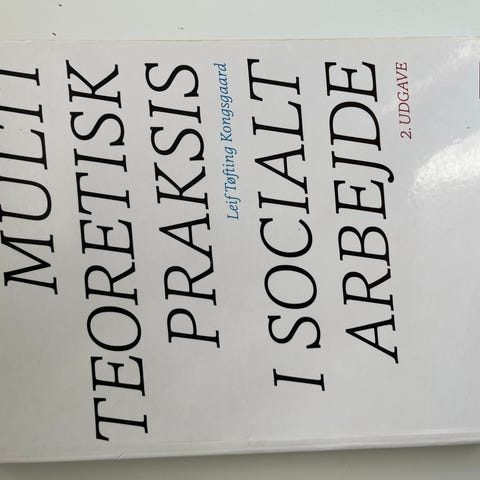 MULTI
TEORETISK
PRAKSIS
Leif Tøfting Kongsgaard
I SOCIALT
ARBEJDE
2. UDGAVE